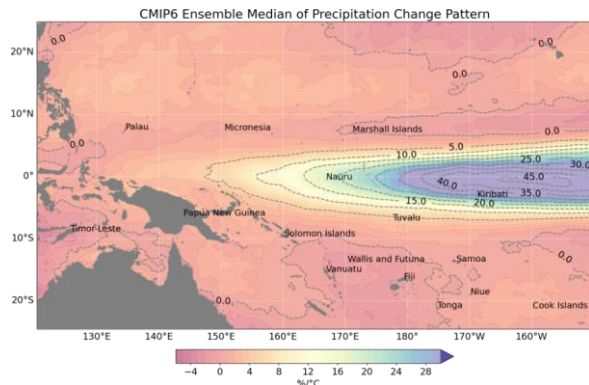 CMIP6 Ensemble Median of Precipitation Change Pattern
20°N
10°N
0°
10°S
20°S
0.0
0.0
0.0
Palau
Micronesia
Marshall Islands
0.0
0.0
5.0
10.0
25.0
30.0
Nauru
40.0
45.0
Kiribati
35.0
15.0
20.0
Papua New Guinea
Tuvalu
Timor-Leste
Solomon Islands
Wallis and Futuna
Samoa
0.0
Vanuatu
Fiji
Niue
0.0
Tonga
Cook Islands
130°E
140°E
150°E
160°E
170°E
180°
170°W
160°W
−4
0
4
8
12
16
20
24
28
%/°C